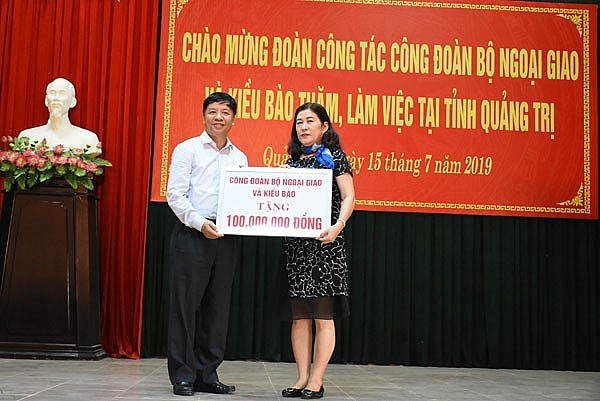 CHÀO MỪNG ĐOÀN CÔNG TÁC CÔNG ĐOÀN BỘ NGOẠI GIAO
VÀ KIỀU BÀO THĂM, LÀM VIỆC TẠI TỈNH QUẢNG TRỊ
15 tháng 7 năm 2019
CÔNG ĐOÀN BỘ NGOẠI GIAO
VÀ KIỀU BÀO
TẶNG
100.000.000 ĐỒNG